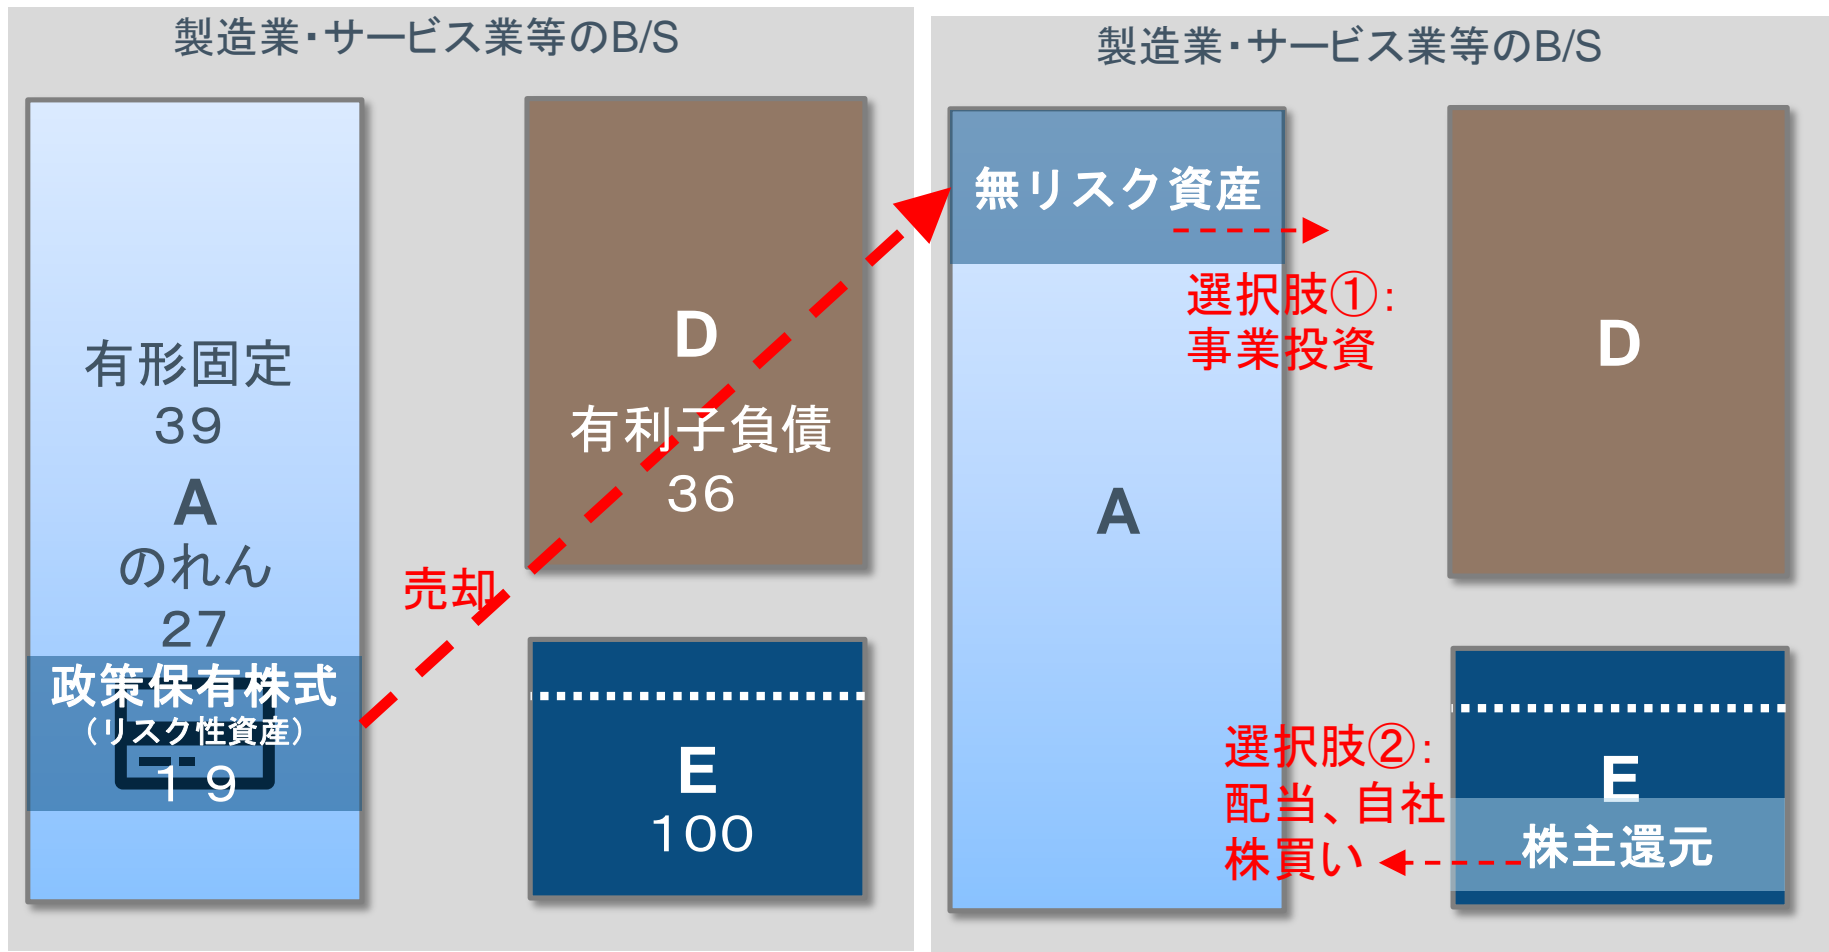 製造業・サービス業等のB/S
有形固定
39
A
のれん
27
政策保有株式
（リスク性資産）
19
売却
D
有利子負債
36
E
100
製造業・サービス業等のB/S
無リスク資産
選択肢①：
事業投資
A
D
選択肢②：
配当、自社
株買い
E
株主還元